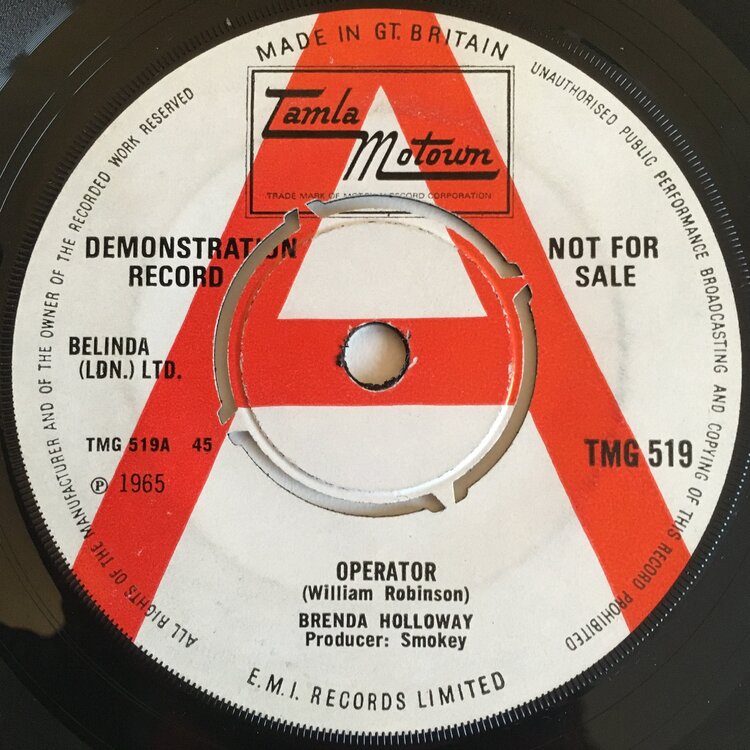 MADE IN GT. BRITAIN
Tamla
Motown
TRADE MARK OF MOTOWN RECORD CORPORATION
DEMONSTRATION
RECORD
NOT FOR
SALE
BELINDA
(LDN.) LTD.
TMG 519A 45
℗ 1965
TMG 519
A
OPERATOR
(William Robinson)
BRENDA HOLLOWAY
Producer: Smokey
E.M.I. RECORDS LIMITED
ALL RIGHTS OF THE MANUFACTURER AND OF THE OWNER OF THE RECORDED WORK RESERVED
UNAUTHORISED PUBLIC PERFORMANCE BROADCASTING AND COPYING OF THIS RECORD PROHIBITED